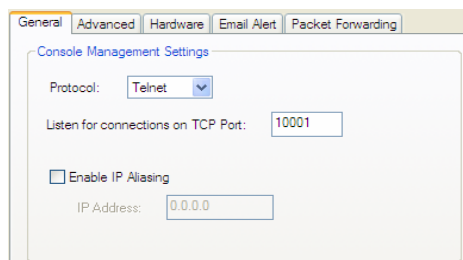 General Advanced Hardware Email Alert Packet Forwarding
Console Management Settings
Protocol: Telnet
Listen for connections on TCP Port: 10001
Enable IP Aliasing
IP Address: 0.0.0.0